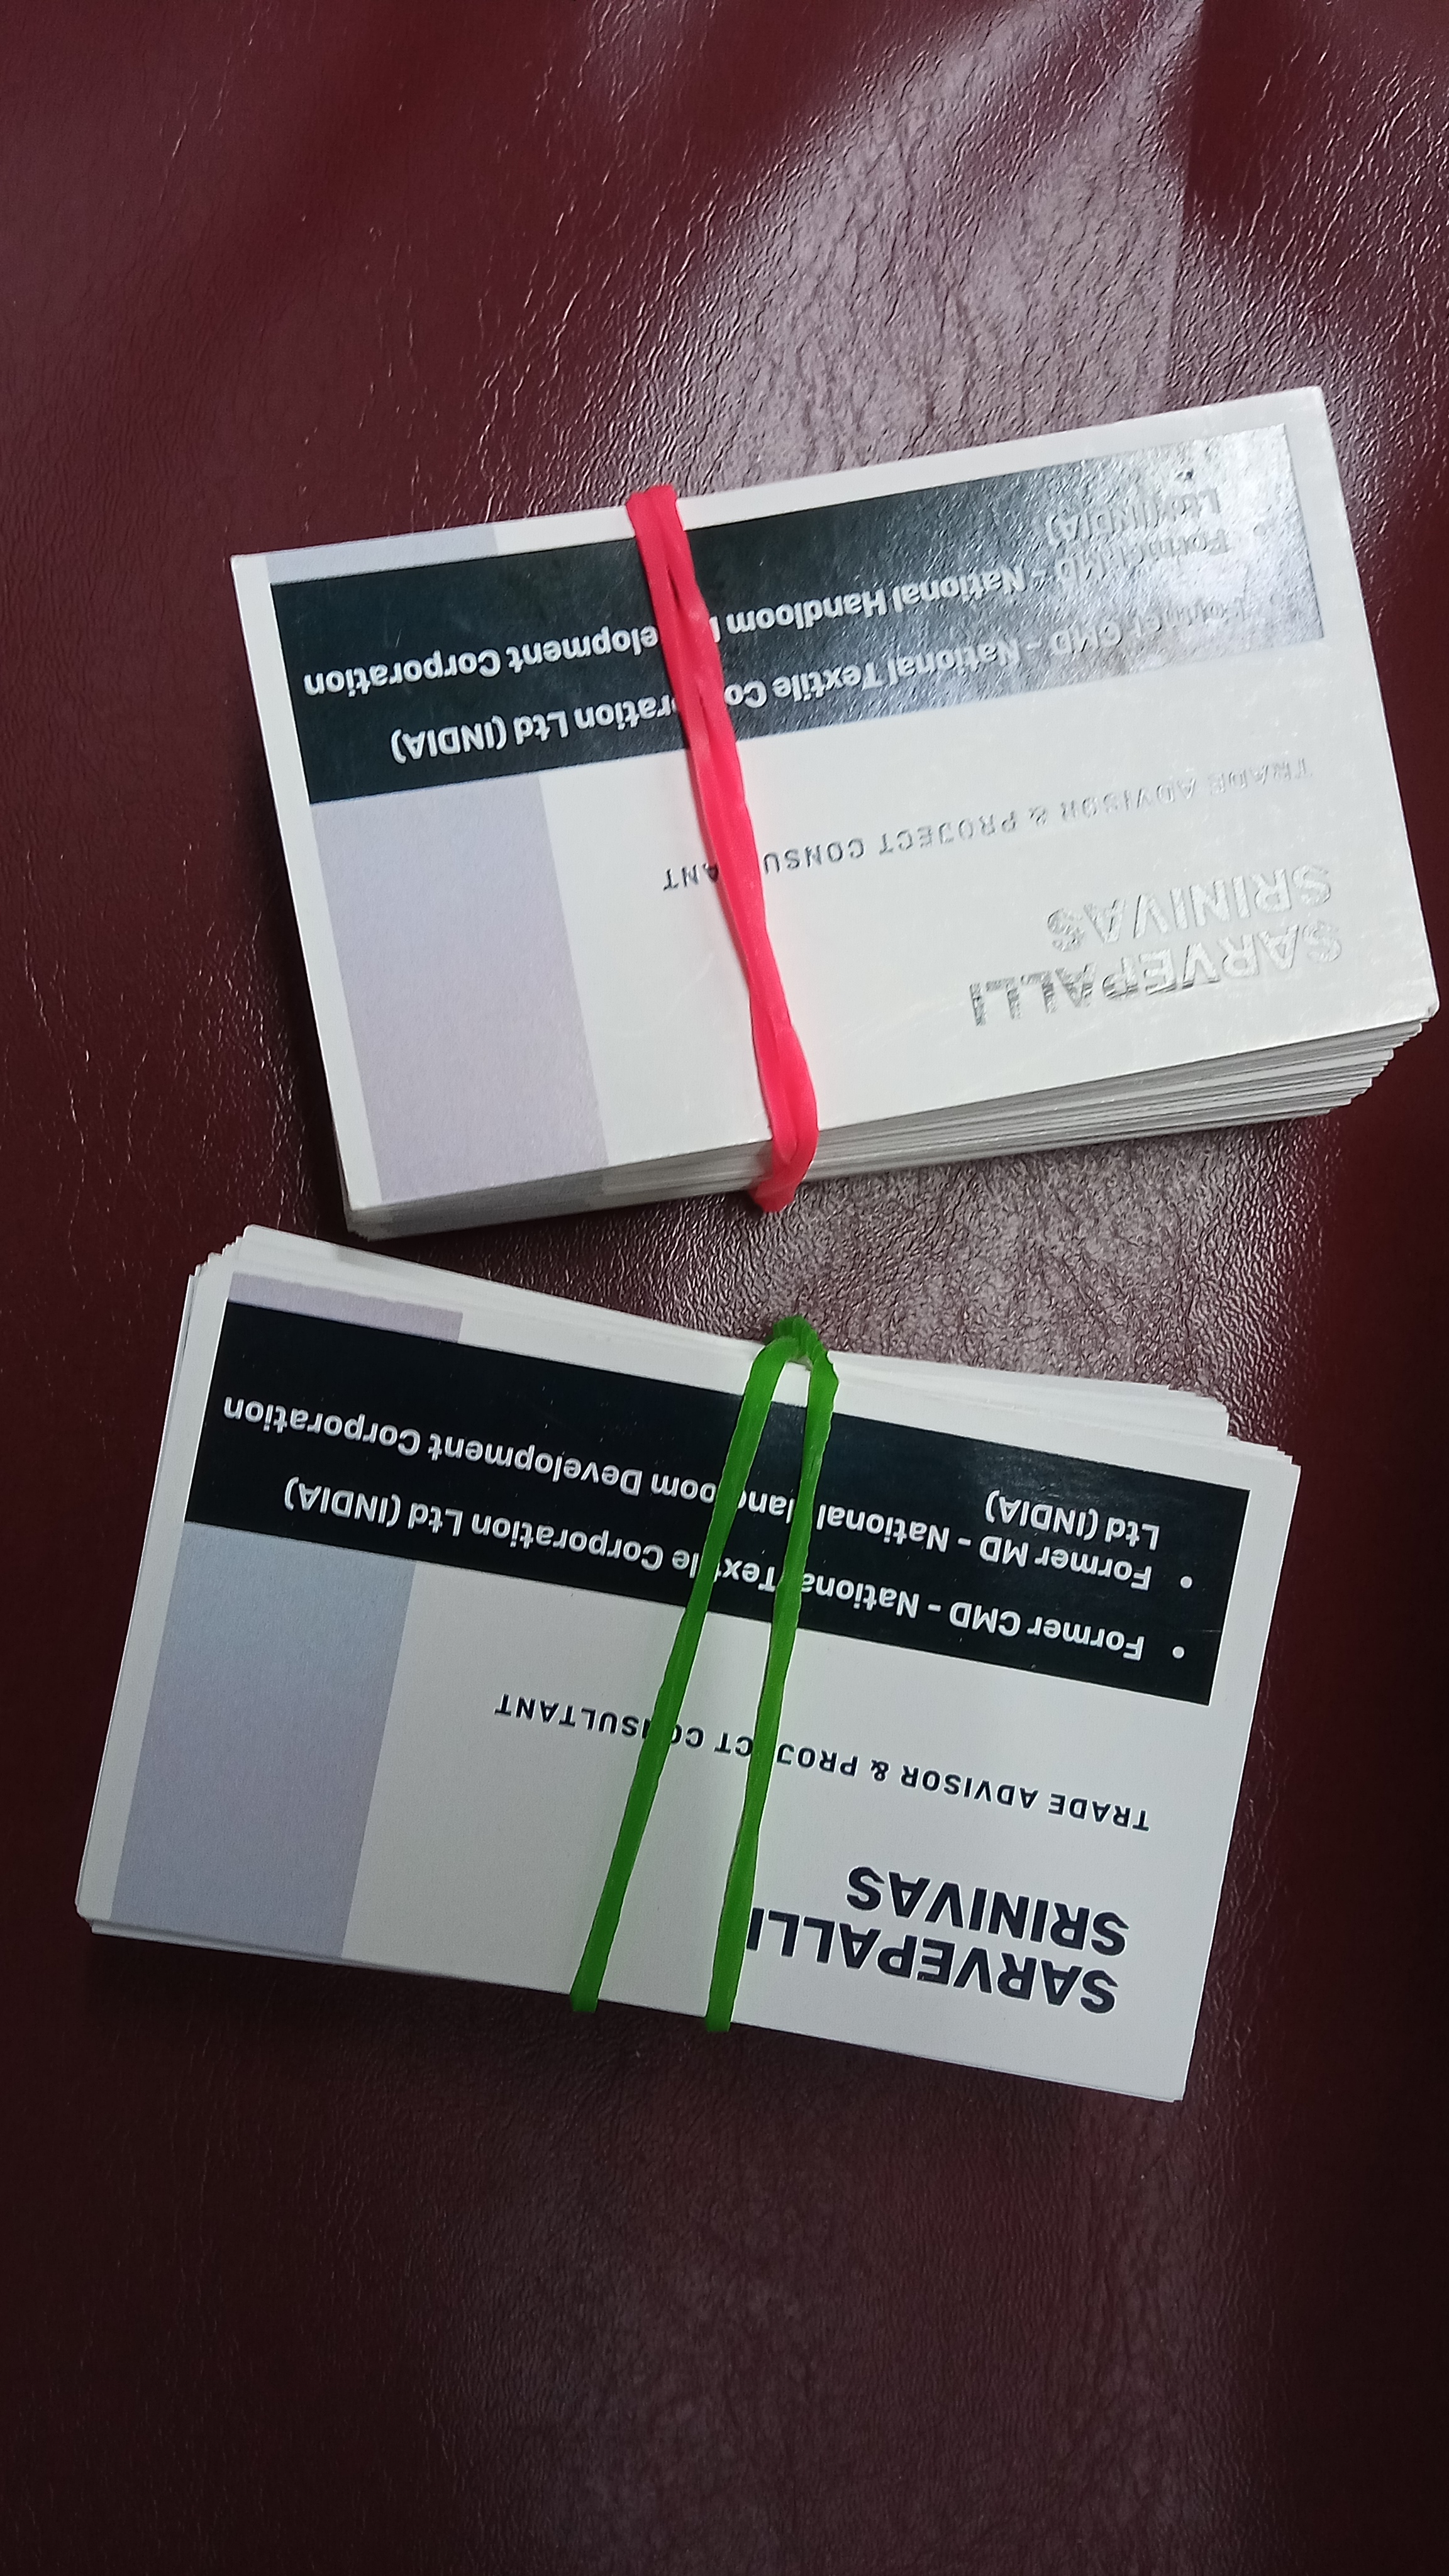 SARVEPALLI
SRINIVAS
TRADE ADVISOR & PROJECT CONSULTANT
• Former CMD - National Textile Corporation Ltd (INDIA)
• Former MD - National Handloom Development Corporation
Ltd (INDIA)
SARVEPALLI
SRINIVAS
TRADE ADVISOR & PROJECT CONSULTANT
• Former CMD - National Textile Corporation Ltd (INDIA)
• Former MD - National Handloom Development Corporation
Ltd (INDIA)